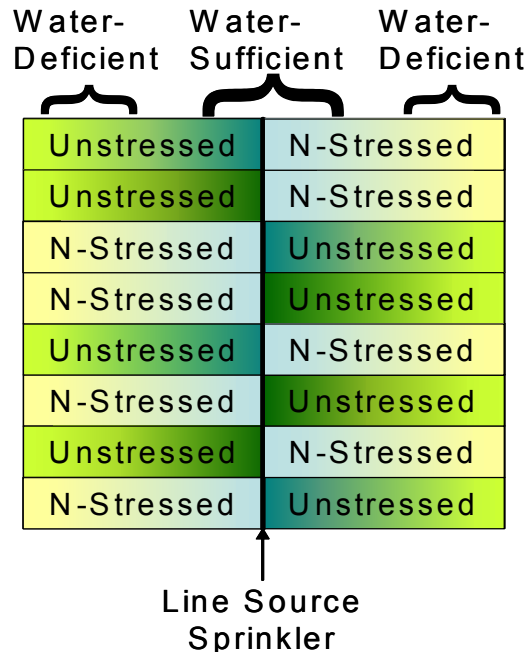 Water-Deficient
Water-Sufficient
Water-Deficient
Unstressed N-Stressed
Unstressed N-Stressed
N-Stressed Unstressed
N-Stressed Unstressed
Unstressed N-Stressed
N-Stressed Unstressed
Unstressed N-Stressed
N-Stressed Unstressed
Line Source
Sprinkler